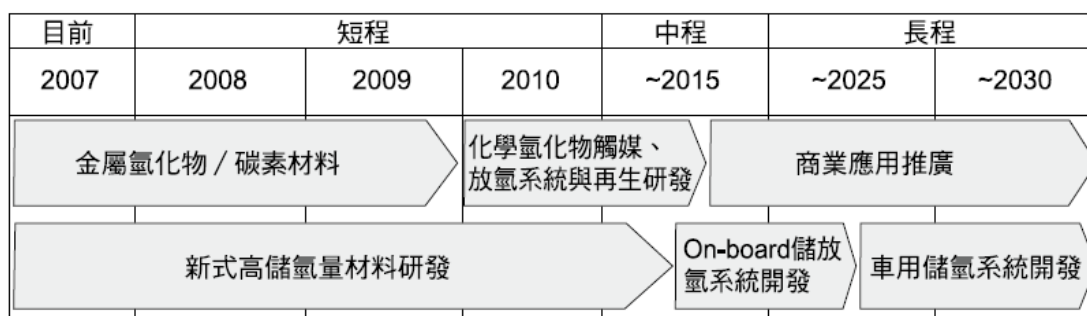 目前 短程 中程 長程
2007 2008 2009 2010 ~2015 ~2025 ~2030
金屬氫化物 / 碳素材料
化學氫化物觸媒、
放氫系統與再生研發
商業應用推廣
新式高儲氫量材料研發
On-board儲放
氫系統開發
車用儲氫系統開發